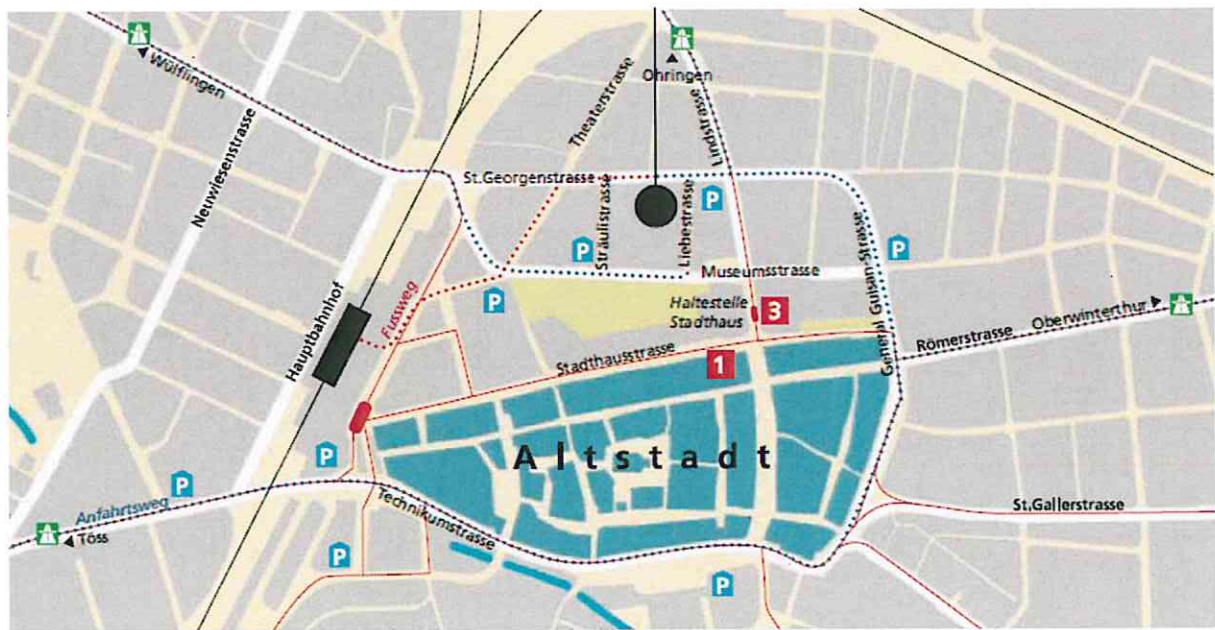 Wülflingen
Ohringen
Theaterstrasse
Lindstrasse
Neuwiesenstrasse
St.Georgenstrasse
Sträulistrasse
Liebestrasse
P
P
P
P
Museumsstrasse
General Guisan-Strasse
Haltestelle
Stadthaus
3
Hauptbahnhof
Fussweg
Oberwinterthur
Römerstrasse
Stadthausstrasse
1
Altstadt
P
P
Anfahrtsweg
Töss
Technikumstrasse
St.Gallerstrasse
P
P